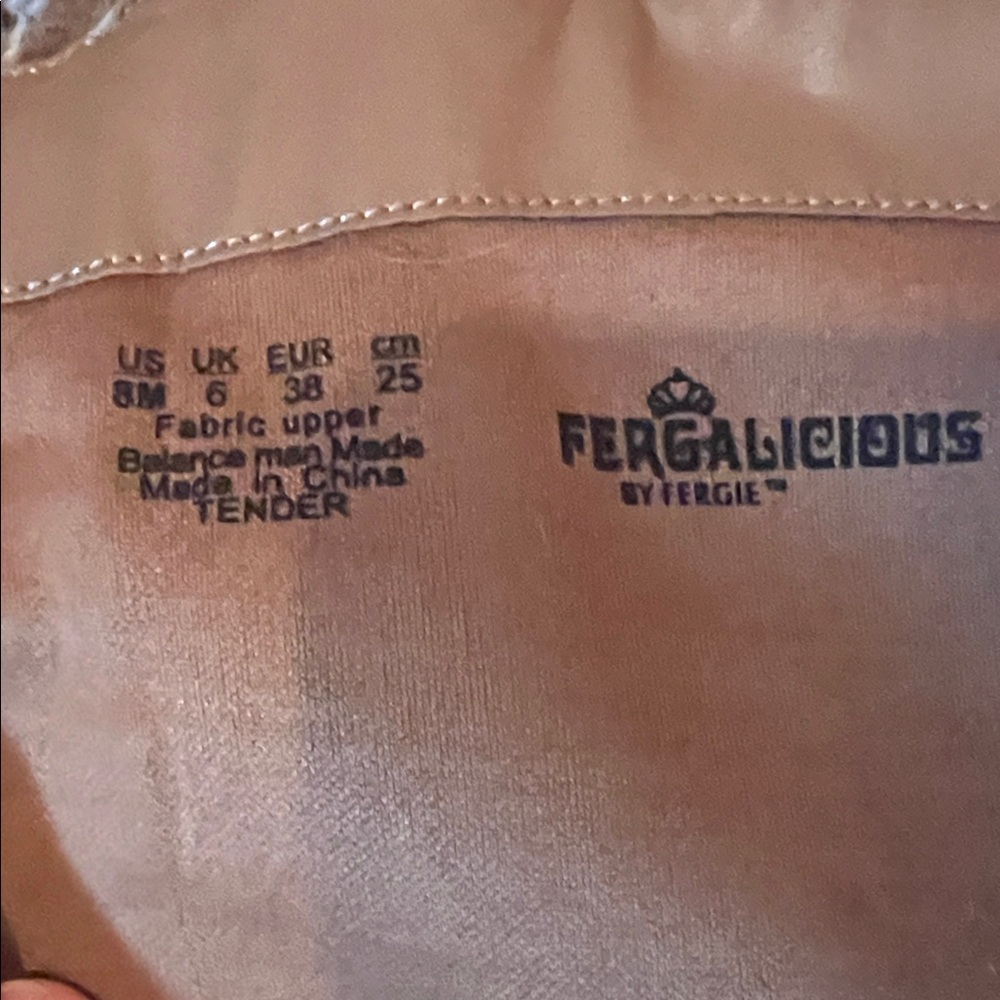 US UK EUR cm
8M 6 38 25
Fabric upper
Balance man Made
Made in China
TENDER
FERGALICIOUS
BY FERGIE™